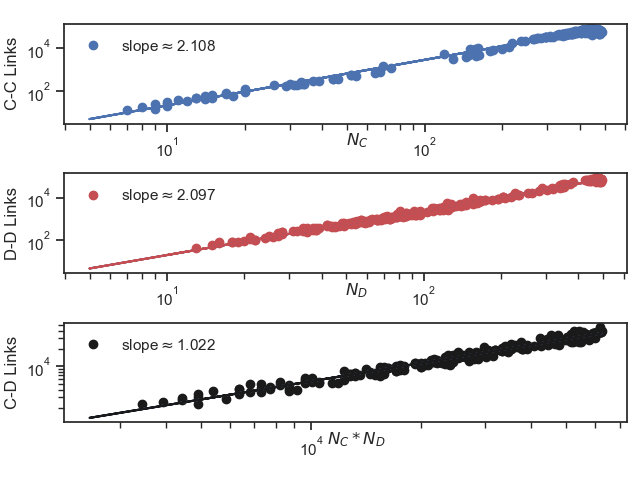 C-C Links
10^4
10^2
slope ≈ 2.108
10^1
10^2
N_C
D-D Links
10^4
10^2
slope ≈ 2.097
10^1
10^2
N_D
C-D Links
10^4
slope ≈ 1.022
10^4
N_C * N_D